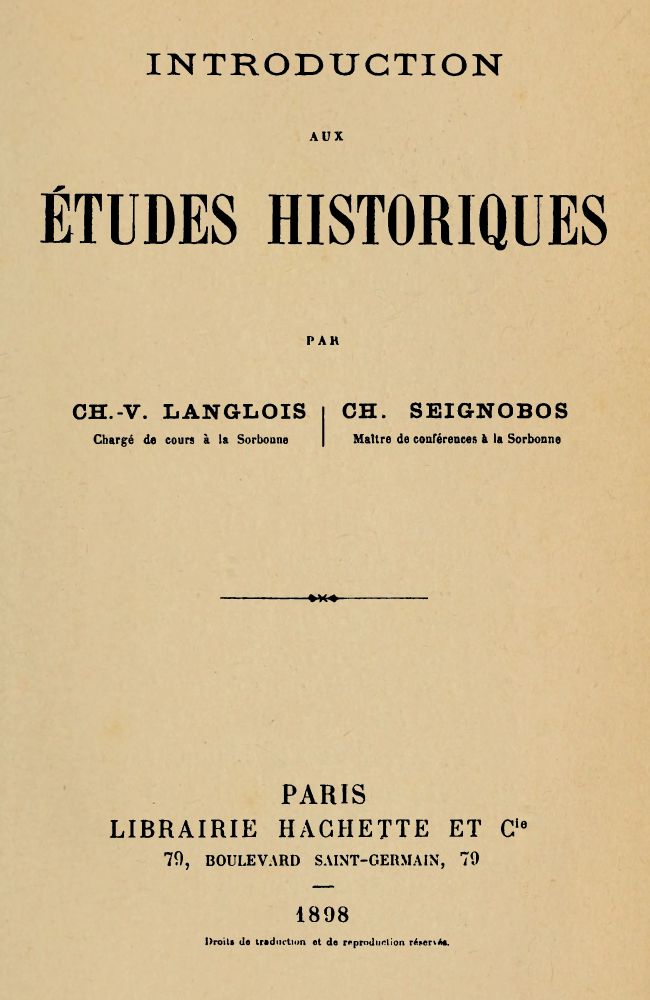 INTRODUCTION
AUX
ÉTUDES HISTORIQUES
PAR
CH.-V. LANGLOIS
Chargé de cours à la Sorbonne
CH. SEIGNOBOS
Maître de conférences à la Sorbonne
PARIS
LIBRAIRIE HACHETTE ET Cie
79, BOULEVARD SAINT-GERMAIN, 79
1898
Droits de traduction et de reproduction réservés.